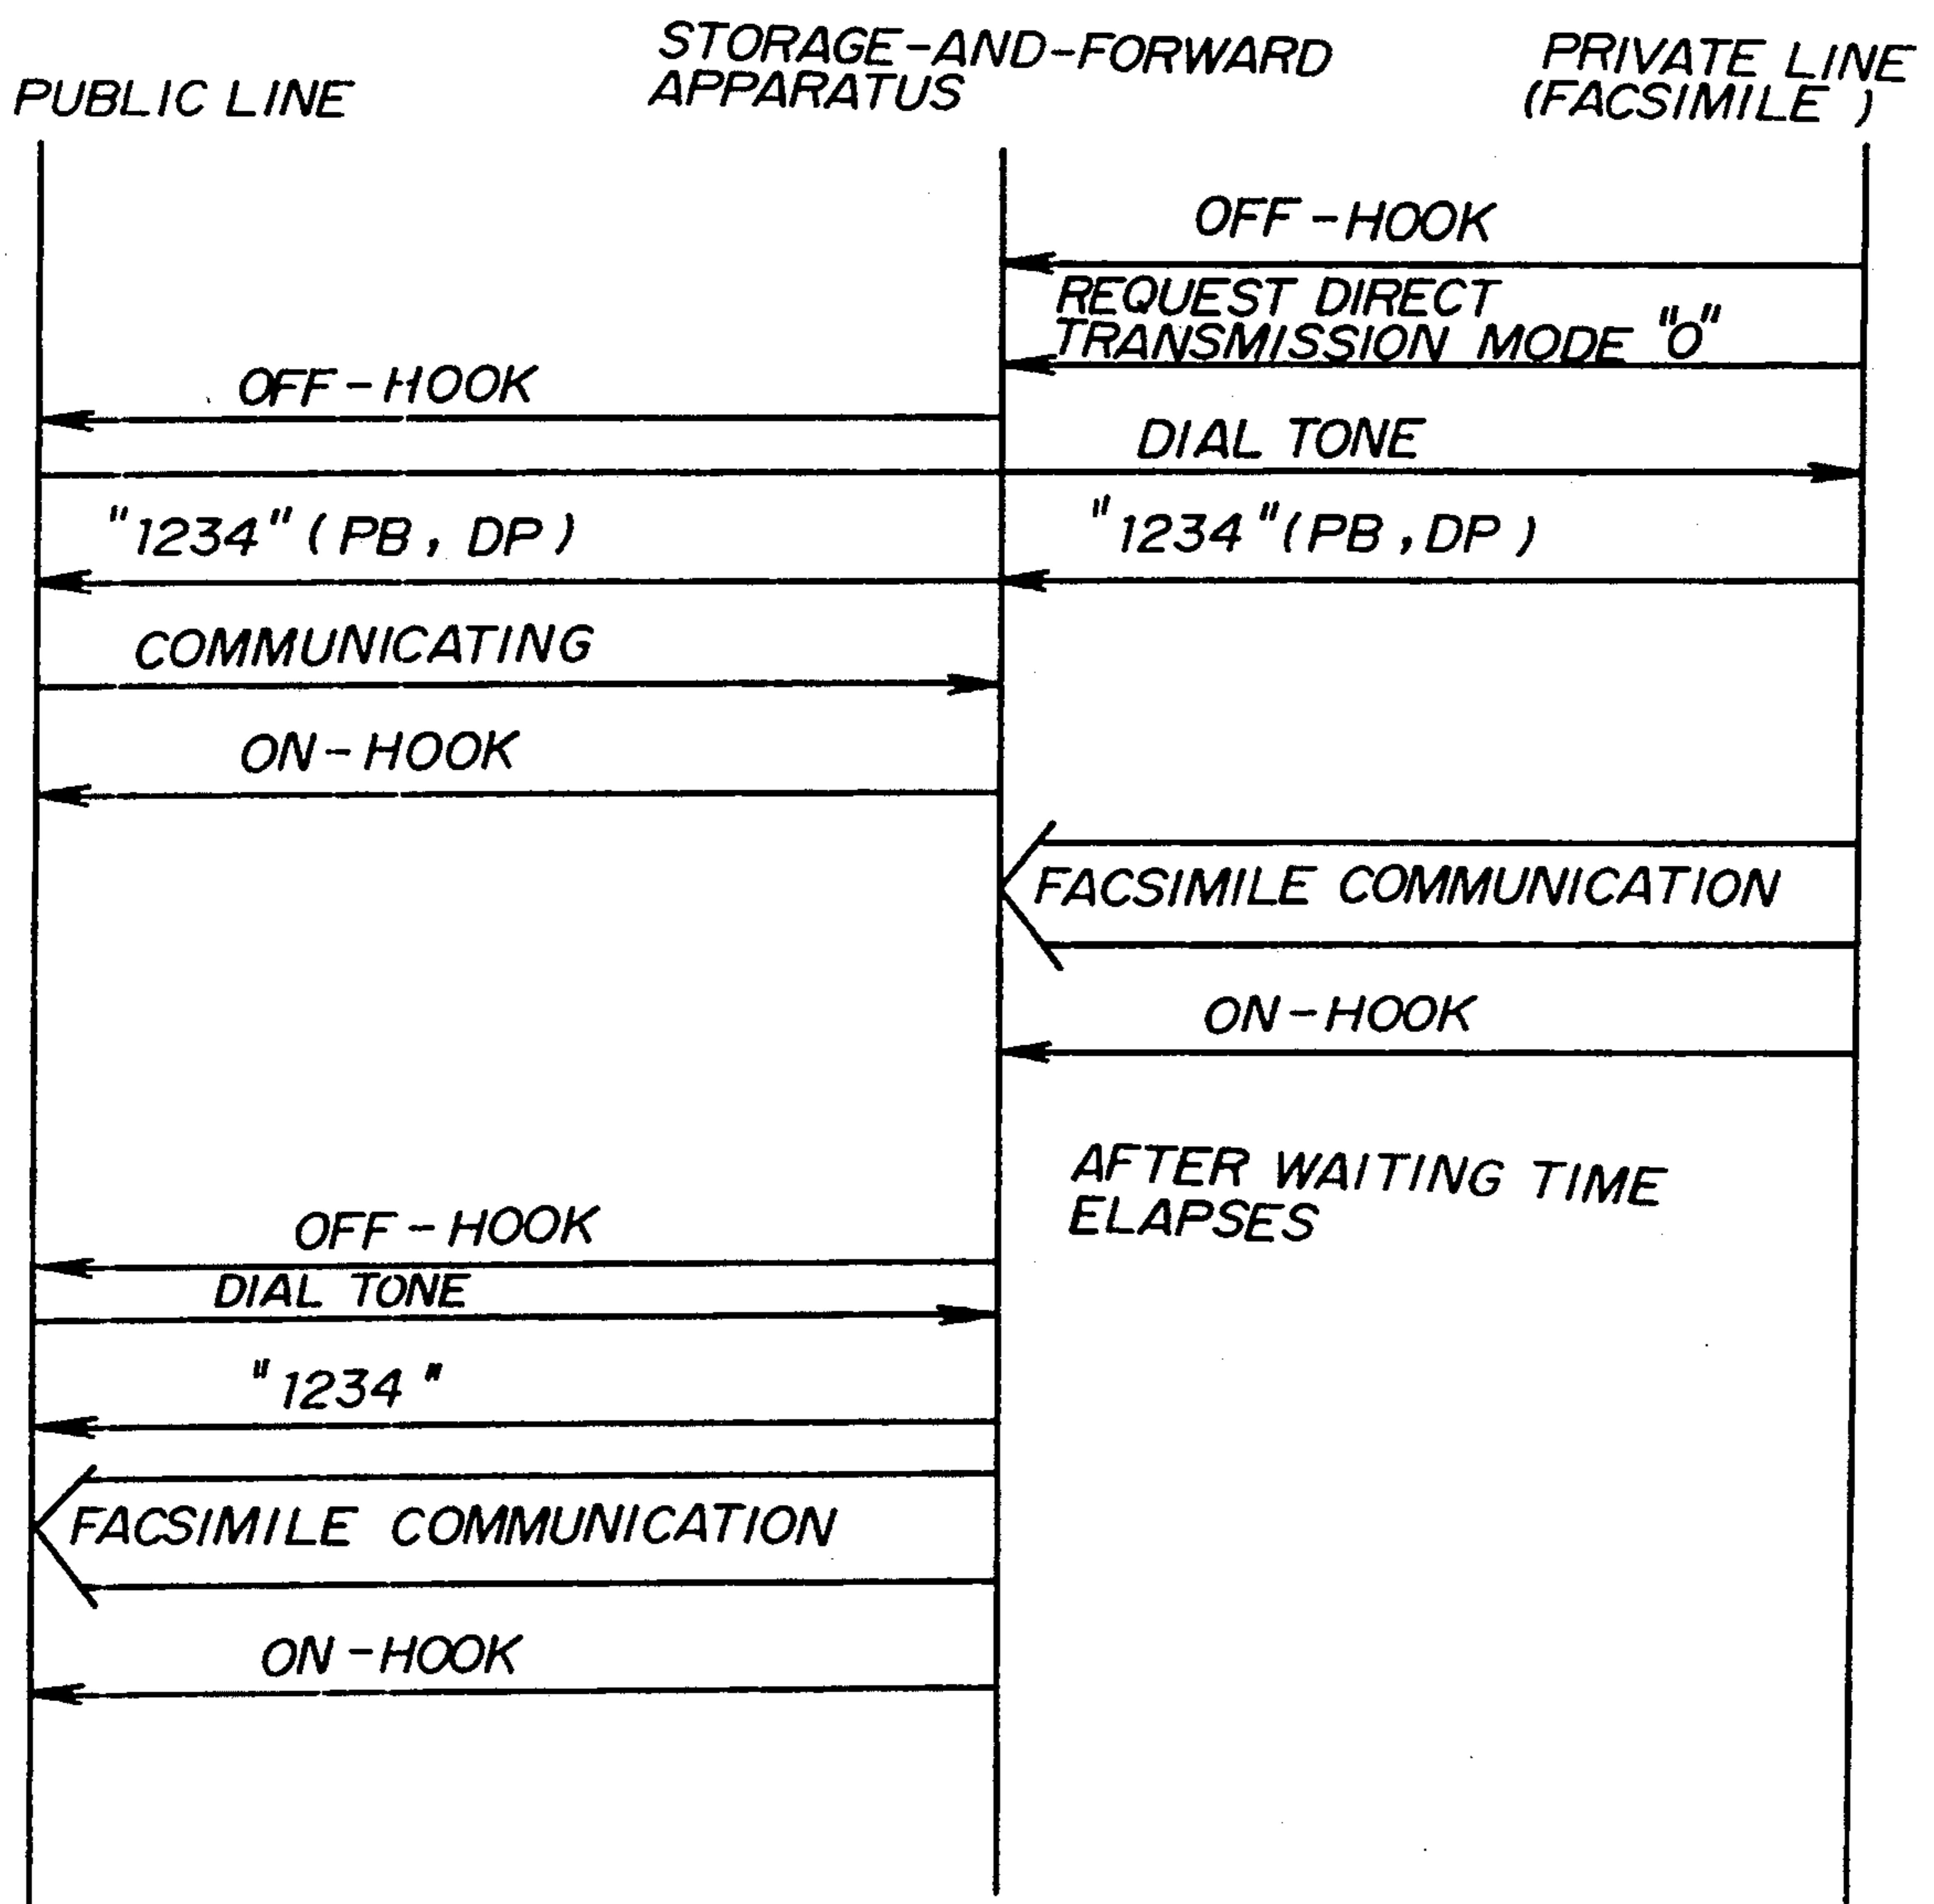 PUBLIC LINE
STORAGE-AND-FORWARD
APPARATUS
PRIVATE LINE
(FACSIMILE )
OFF-HOOK
REQUEST DIRECT
TRANSMISSION MODE "0"
OFF-HOOK
DIAL TONE
"1234" (PB, DP)
"1234" (PB, DP)
COMMUNICATING
ON-HOOK
FACSIMILE COMMUNICATION
ON-HOOK
AFTER WAITING TIME
ELAPSES
OFF-HOOK
DIAL TONE
"1234"
FACSIMILE COMMUNICATION
ON-HOOK